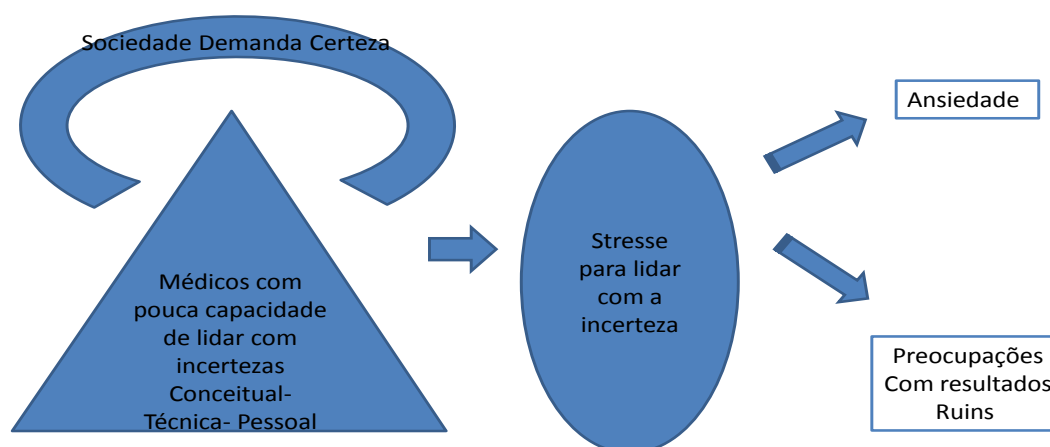 Sociedade Demanda Certeza
Médicos com
pouca capacidade
de lidar com
incertezas
Conceitual-
Técnica- Pessoal
Stresse
para lidar
com a
incerteza
Ansiedade
Preocupações
Com resultados
Ruins